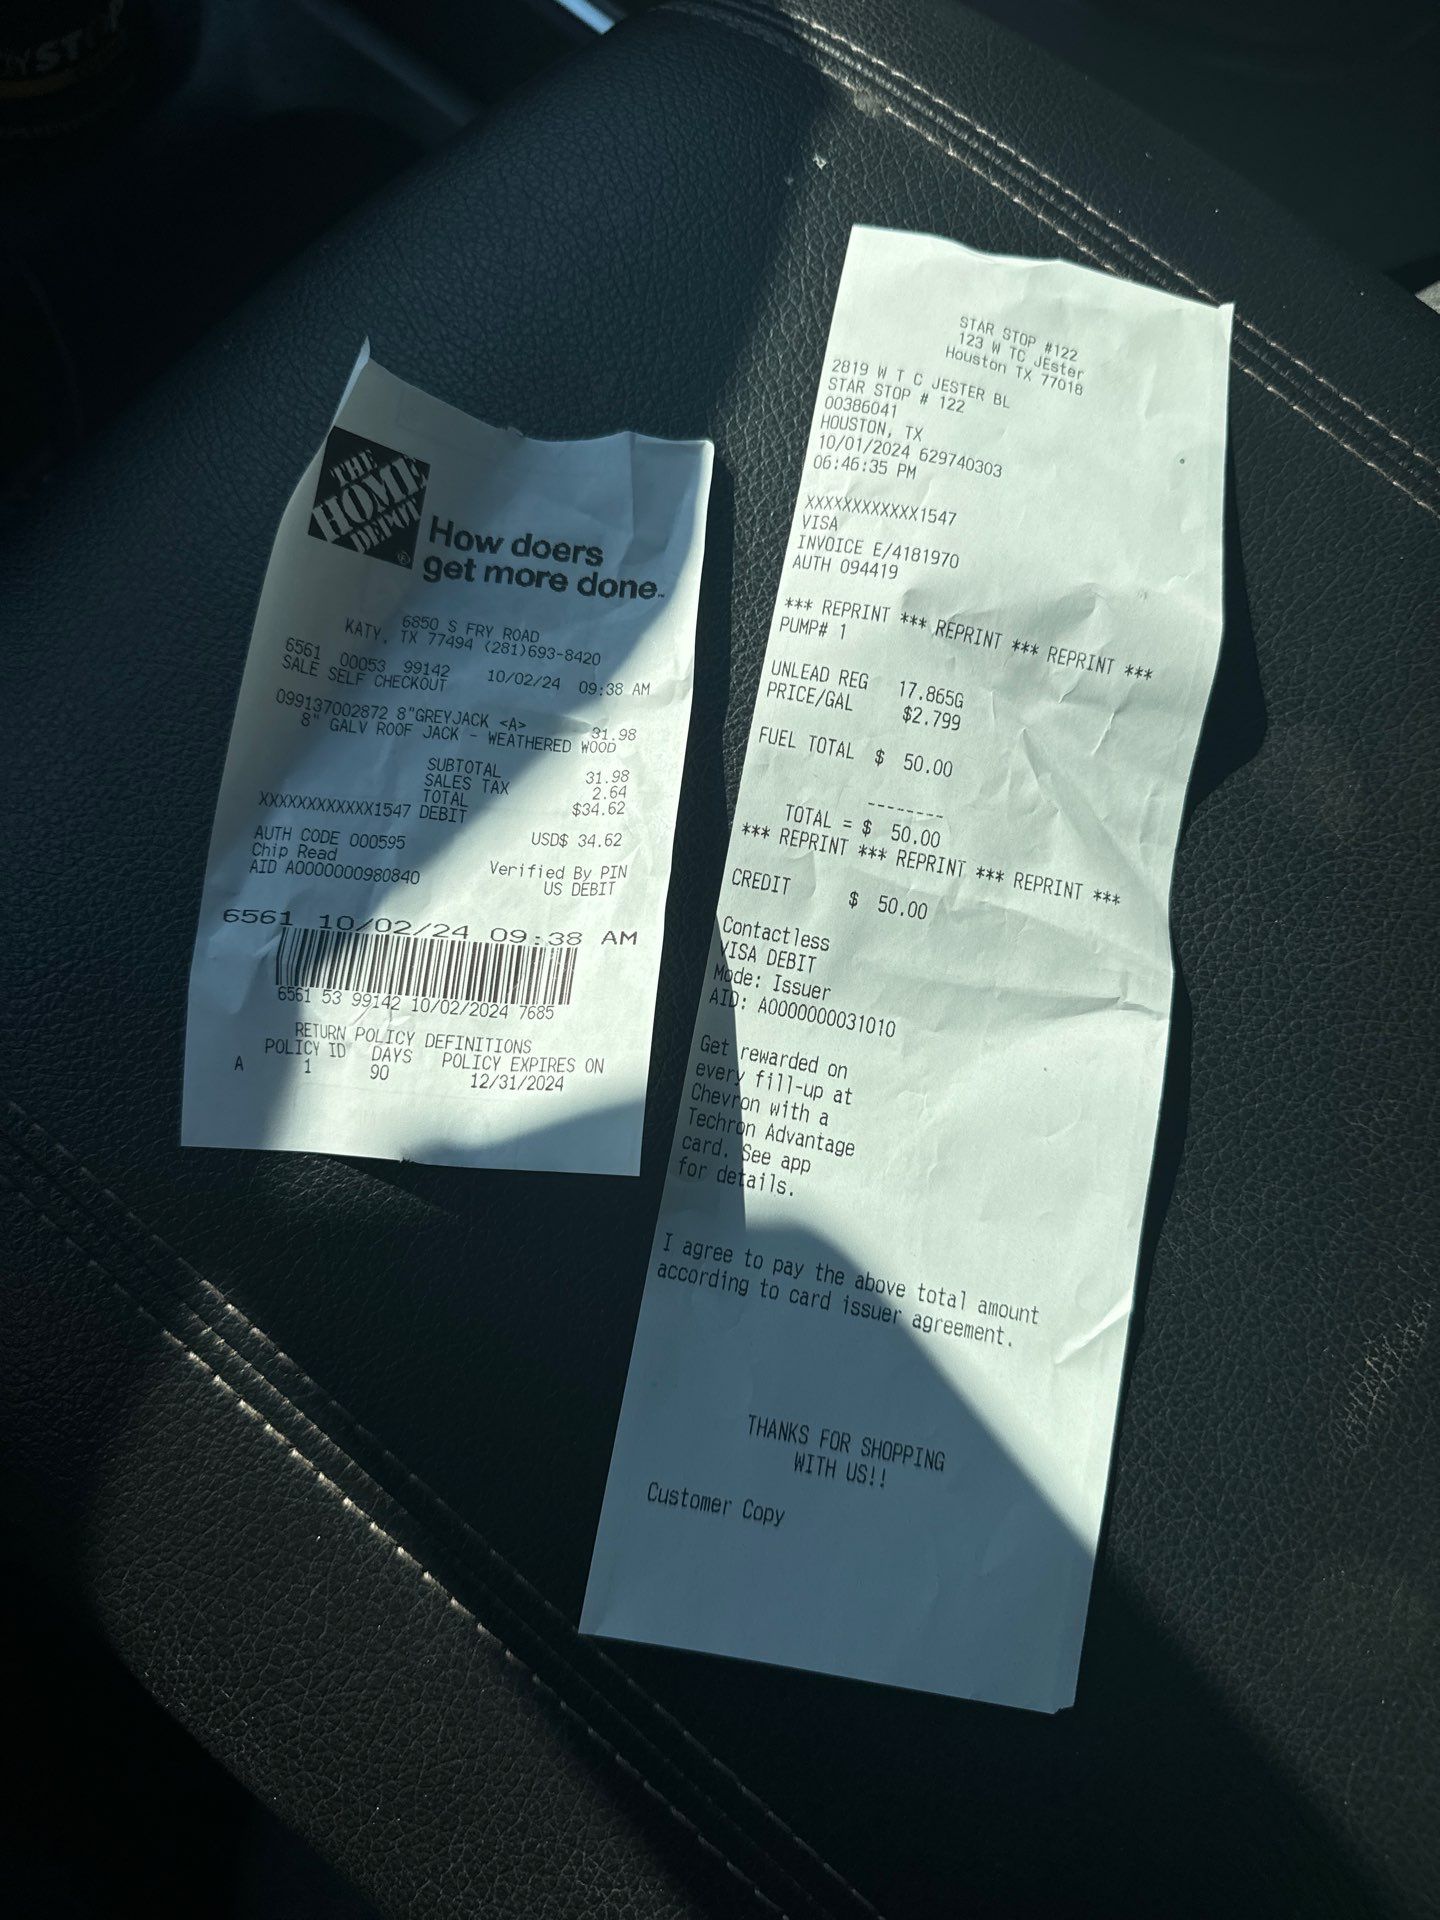 THE
HOME
DEPOT
How doers
get more done.™
6850 S FRY ROAD
KATY, TX 77494 (281)693-8420
6561 00053 99142 10/02/24 09:38 AM
SALE SELF CHECKOUT
099137002872 8"GREYJACK <A> 31.98
8" GALV ROOF JACK - WEATHERED WOOD
SUBTOTAL 31.98
SALES TAX 2.64
TOTAL $34.62
XXXXXXXXXXXX1547 DEBIT
USD$ 34.62
AUTH CODE 000595
Chip Read Verified By PIN
AID A0000000980840 US DEBIT
6561 10/02/24 09:38 AM
6561 53 99142 10/02/2024 7685
RETURN POLICY DEFINITIONS
POLICY ID DAYS POLICY EXPIRES ON
A 1 90 12/31/2024
STAR STOP #122
123 W TC JEster
Houston TX 77018
2819 W T C JESTER BL
STAR STOP # 122
00386041
HOUSTON, TX
10/01/2024 629740303
06:46:35 PM
XXXXXXXXXXXX1547
VISA
INVOICE E/4181970
AUTH 094419
*** REPRINT *** REPRINT *** REPRINT ***
PUMP# 1
UNLEAD REG 17.865G
PRICE/GAL $2.799
FUEL TOTAL $ 50.00
--------
TOTAL = $ 50.00
*** REPRINT *** REPRINT *** REPRINT ***
CREDIT $ 50.00
Contactless
VISA DEBIT
Mode: Issuer
AID: A0000000031010
Get rewarded on
every fill-up at
Chevron with a
Techron Advantage
card. See app
for details.
I agree to pay the above total amount
according to card issuer agreement.
THANKS FOR SHOPPING
WITH US!!
Customer Copy